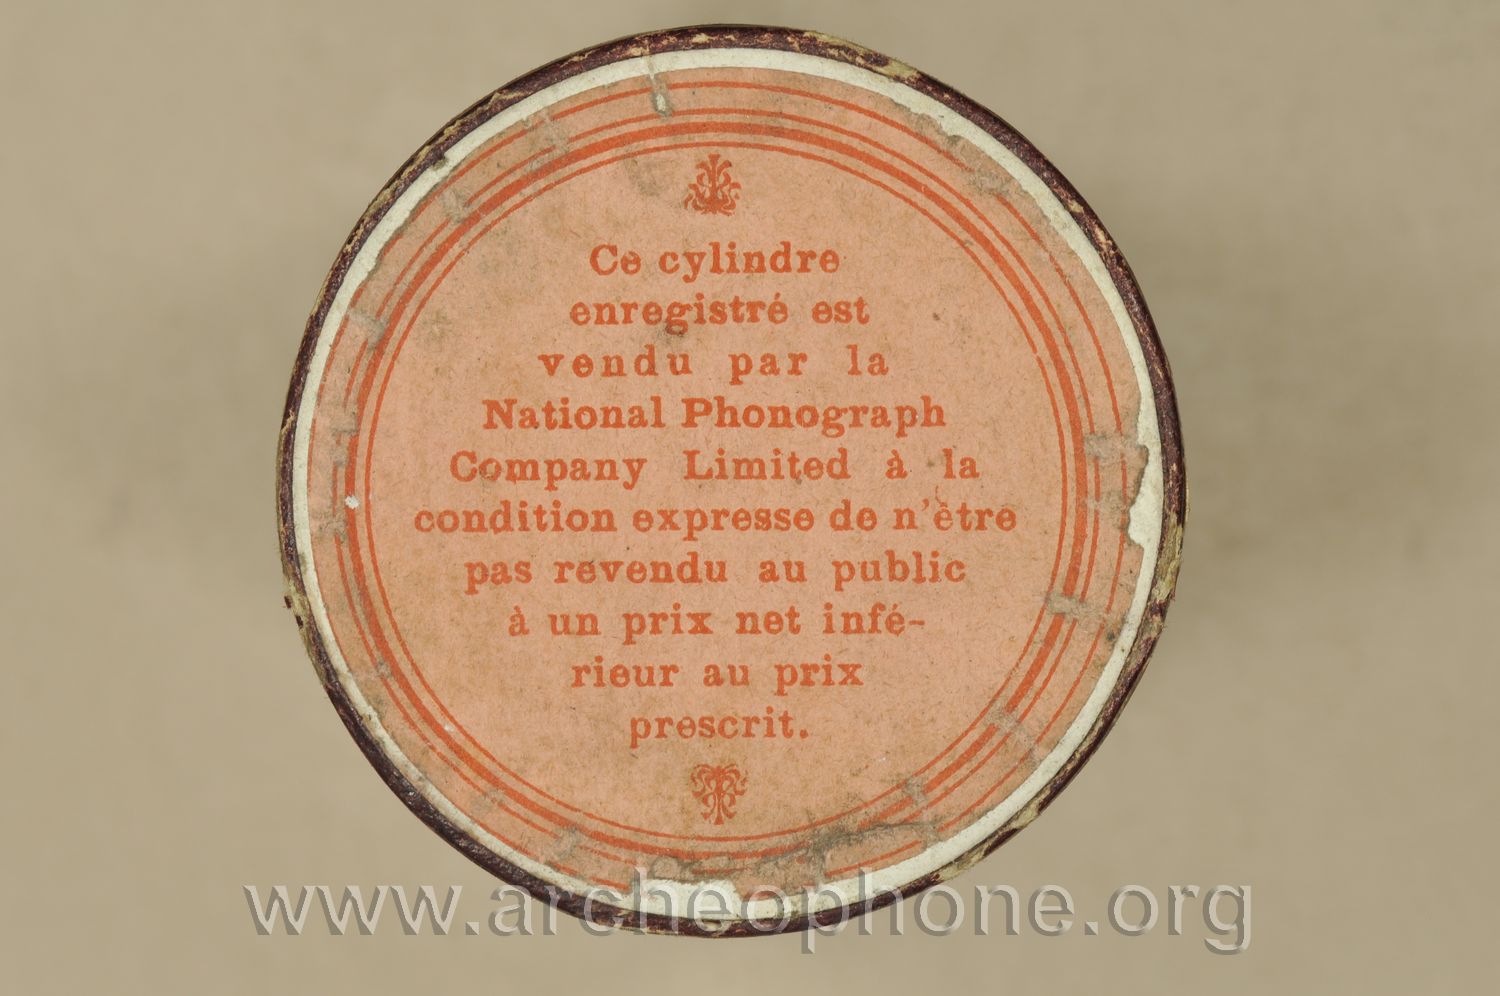 Ce cylindre
enregistré est
vendu par la
National Phonograph
Company Limited à la
condition expresse de n'être
pas revendu au public
à un prix net infé-
rieur au prix
prescrit.
www.archeophone.org